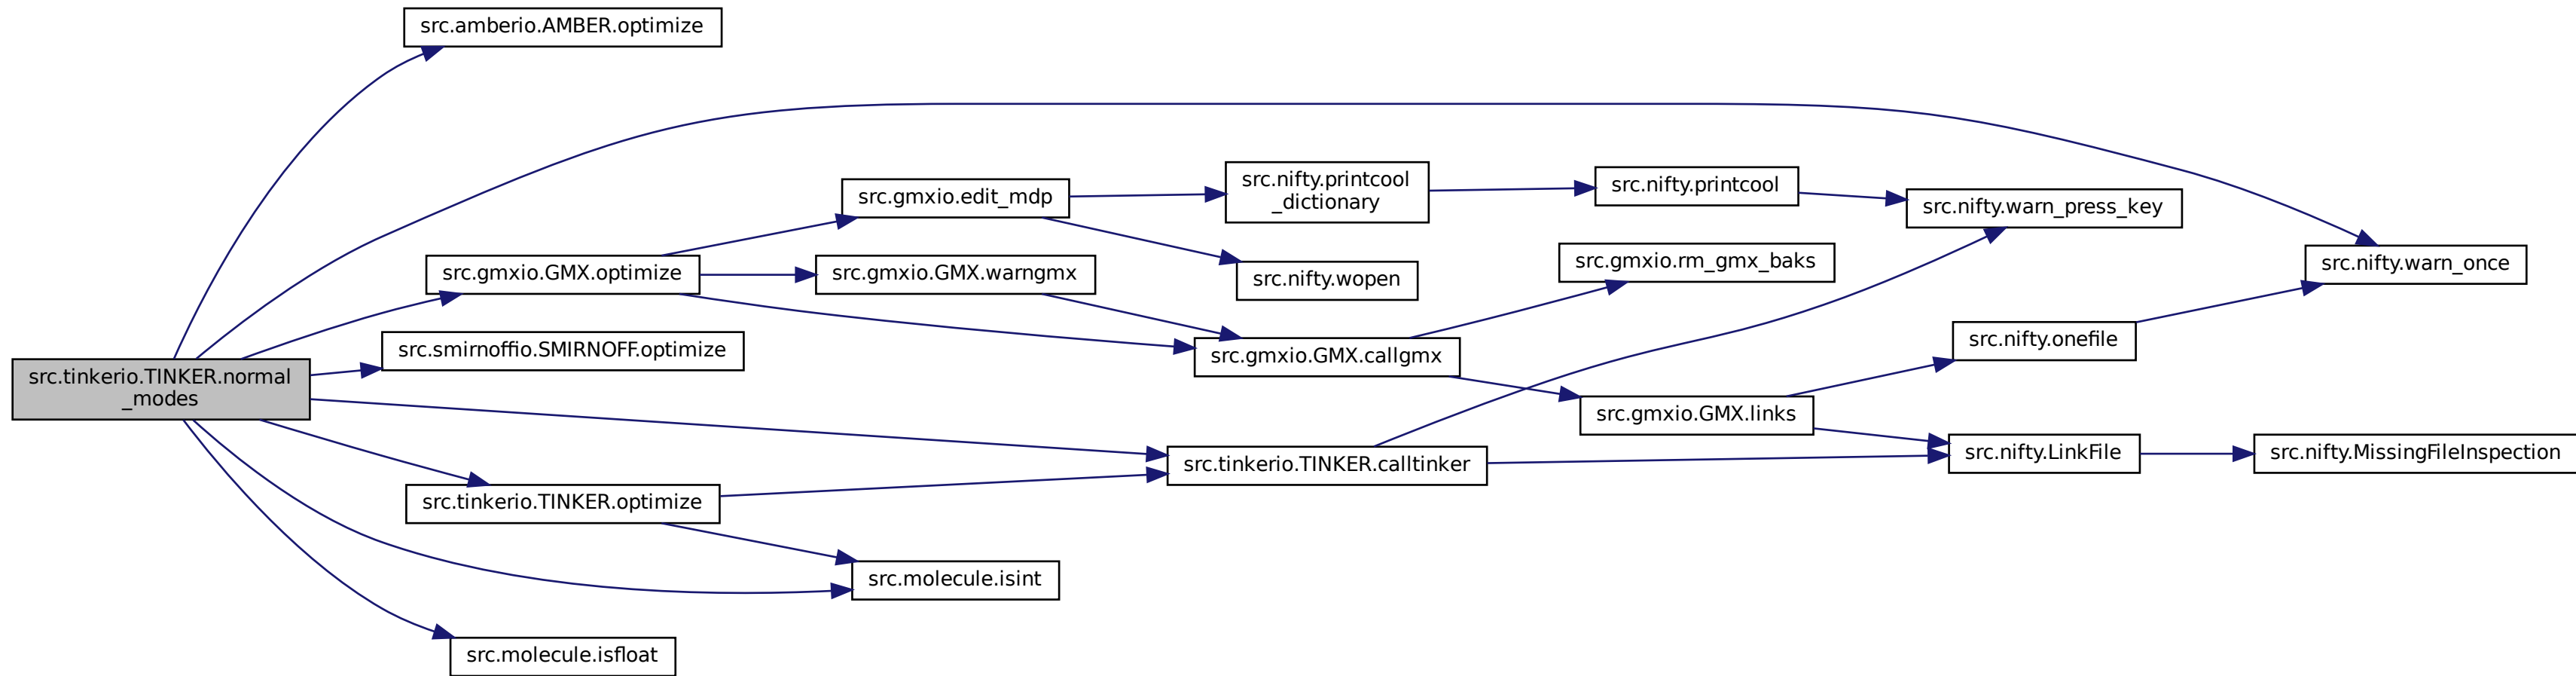 src.amberio.AMBER.optimize
src.nifty.printcool
_dictionary
src.nifty.printcool
src.gmxio.edit_mdp
src.nifty.warn_press_key
src.gmxio.rm_gmx_baks
src.nifty.warn_once
src.gmxio.GMX.optimize
src.gmxio.GMX.warngmx
src.nifty.wopen
src.nifty.onefile
src.smirnoffio.SMIRNOFF.optimize
src.gmxio.GMX.callgmx
src.tinkerio.TINKER.normal
_modes
src.gmxio.GMX.links
src.nifty.LinkFile
src.nifty.MissingFileInspection
src.tinkerio.TINKER.calltinker
src.tinkerio.TINKER.optimize
src.molecule.isint
src.molecule.isfloat